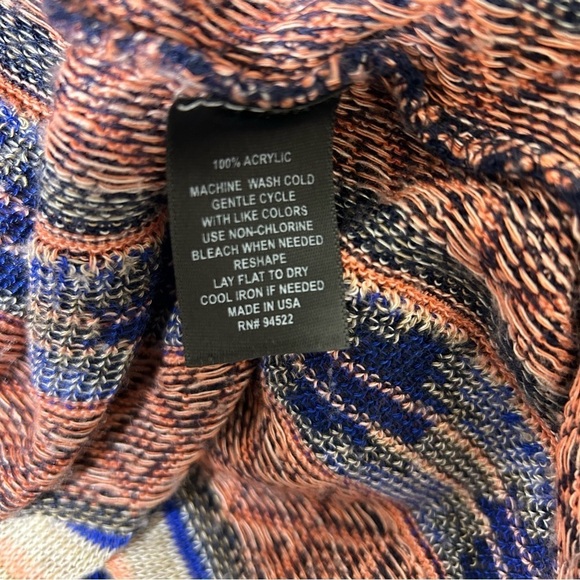 100% ACRYLIC
MACHINE WASH COLD
GENTLE CYCLE
WITH LIKE COLORS
USE NON-CHLORINE
BLEACH WHEN NEEDED
RESHAPE
LAY FLAT TO DRY
COOL IRON IF NEEDED
MADE IN USA
RN# 94522